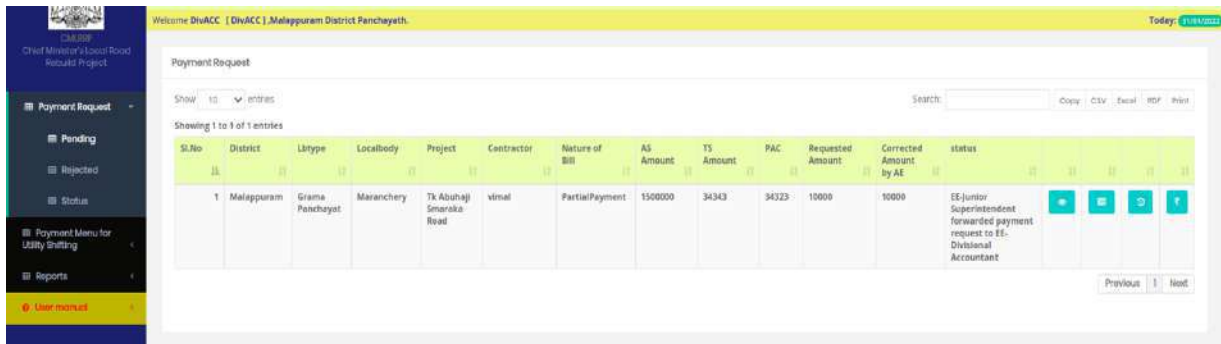 Welcome DivACC [ DivACC ] ,Malappuram District Panchayath.
Today: 31/01/2022
CMLRRP
Chief Minister's Local Road
Rebuild Project
Payment Request
Pending
Rejected
Status
Payment Menu for
Utility Shifting
Reports
User manual
Payment Request
Show 10 entries
Search:
Copy CSV Excel PDF Print
Showing 1 to 1 of 1 entries
Sl.No District Lbtype Localbody Project Contractor Nature of Bill AS Amount TS Amount PAC Requested Amount Corrected Amount by AE status
1 Malappuram Grama Panchayat Maranchery Tk Abuhaji Smaraka Road vimal PartialPayment 1500000 34343 34323 10000 10000 EE-Junior Superintendent forwarded payment request to EE-Divisional Accountant
Previous 1 Next